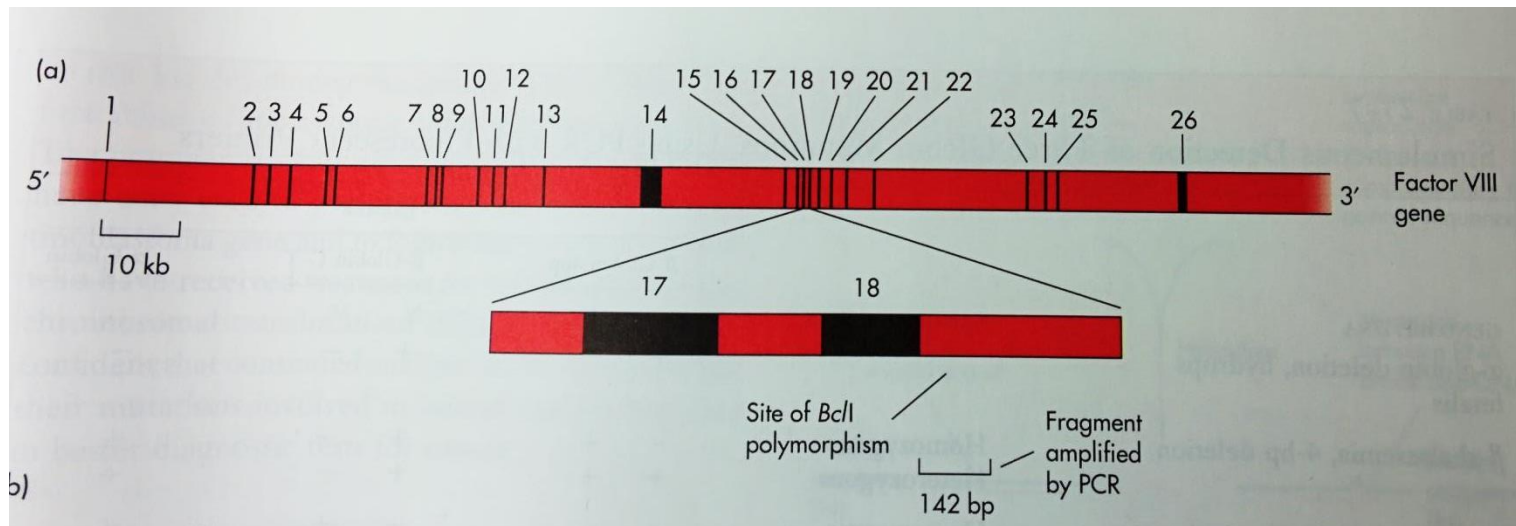 (a)
1
2 3 4 5 6 7 8 9 10 11 12 13 14 15 16 17 18 19 20 21 22 23 24 25 26
5′
3′
Factor VIII
gene
10 kb
17
18
Site of BclI
polymorphism
Fragment
amplified
by PCR
142 bp
b)